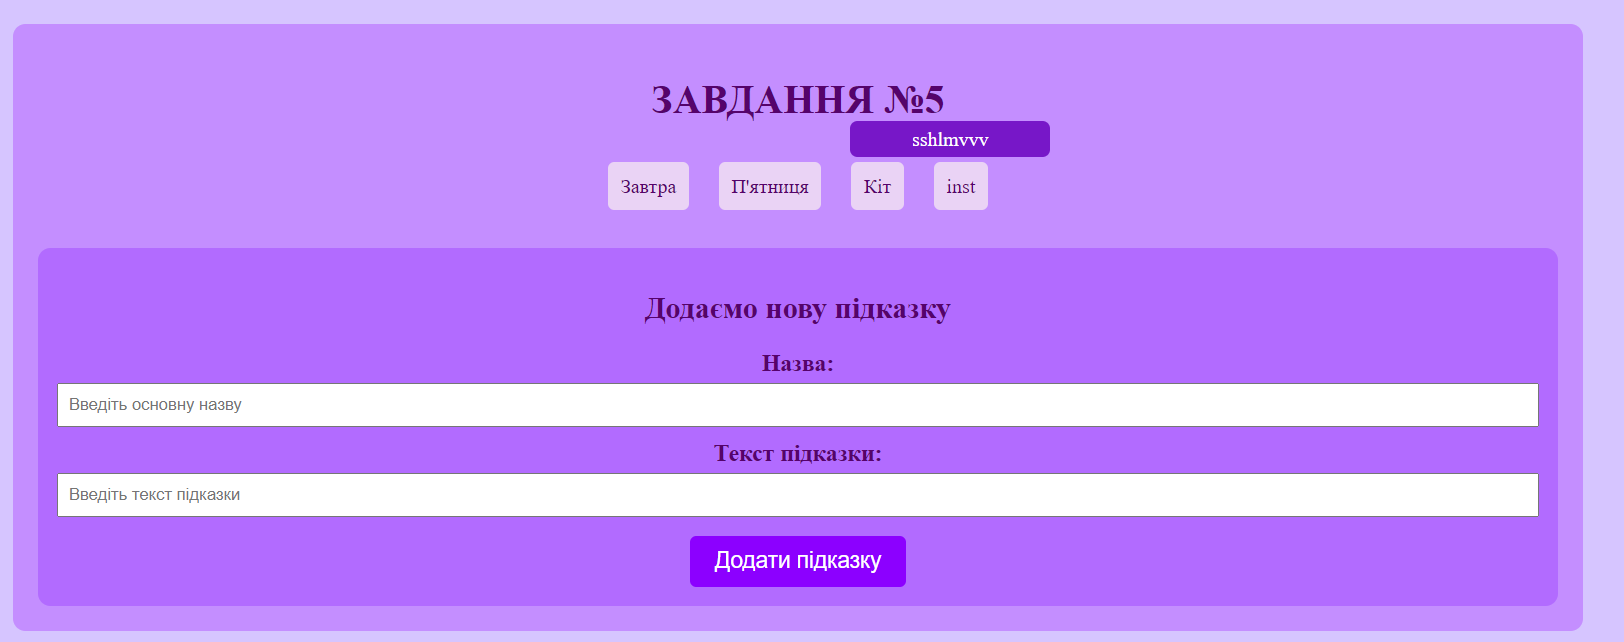 ЗАВДАННЯ №5
sshlmvvv
Завтра П'ятниця Кіт inst
Додаємо нову підказку
Назва:
Введіть основну назву
Текст підказки:
Введіть текст підказки
Додати підказку